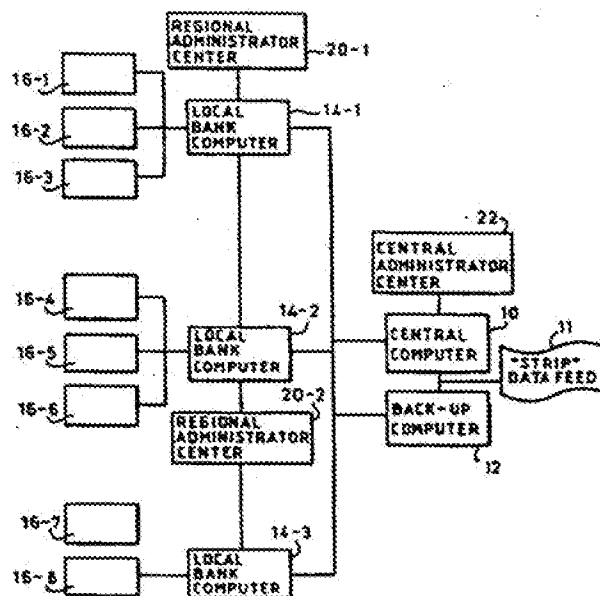 REGIONAL
ADMINISTRATOR
CENTER
20-1
16-1
16-2
16-3
LOCAL
BANK
COMPUTER
14-1
22
CENTRAL
ADMINISTRATOR
CENTER
16-4
16-5
16-6
LOCAL
BANK
COMPUTER
14-2
10
CENTRAL
COMPUTER
11
"STRIP"
DATA FEED
20-2
REGIONAL
ADMINISTRATOR
CENTER
BACK-UP
COMPUTER
12
16-7
16-8
14-3
LOCAL
BANK
COMPUTER